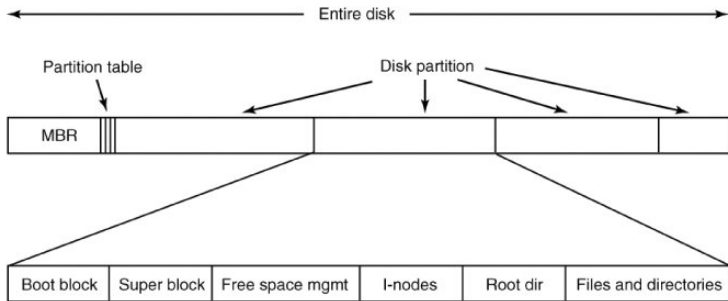 Entire disk
Partition table
Disk partition
MBR
Boot block
Super block
Free space mgmt
I-nodes
Root dir
Files and directories